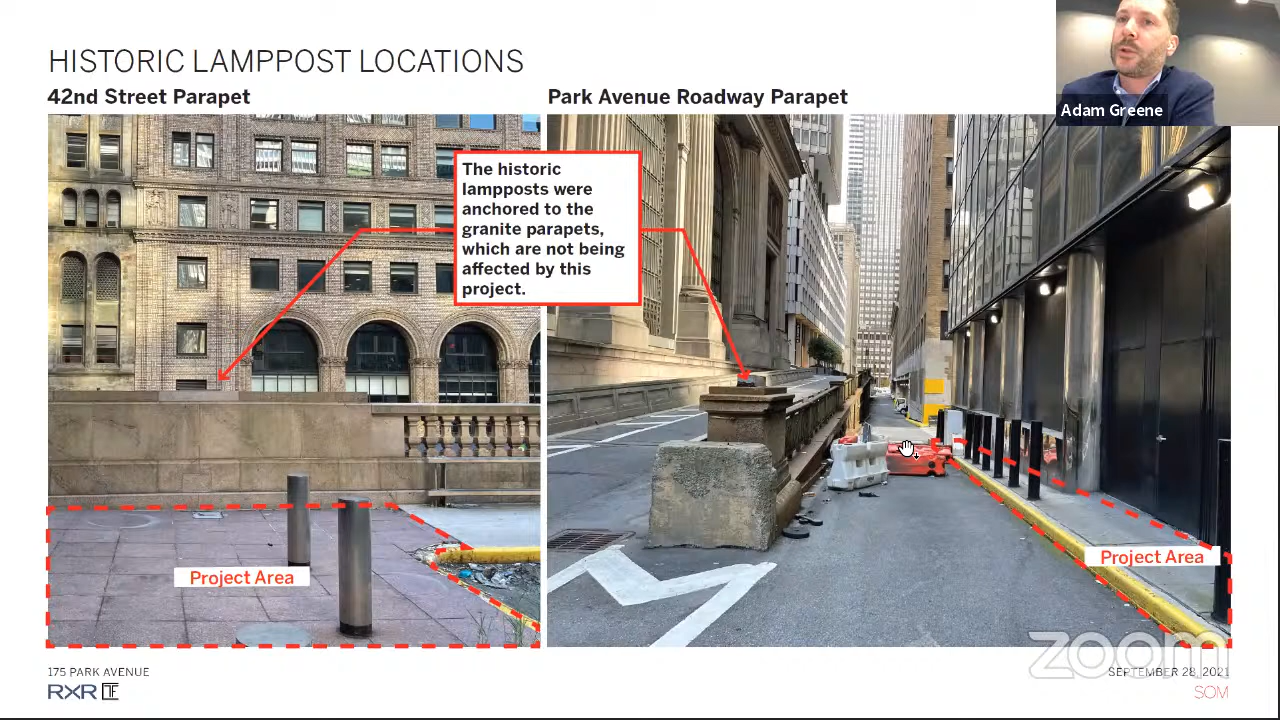 HISTORIC LAMPPOST LOCATIONS
42nd Street Parapet
Park Avenue Roadway Parapet
Adam Greene
The historic
lampposts were
anchored to the
granite parapets,
which are not being
affected by this
project.
Project Area
Project Area
zoom
175 PARK AVENUE
SEPTEMBER 28, 2021
RXR TF
SOM